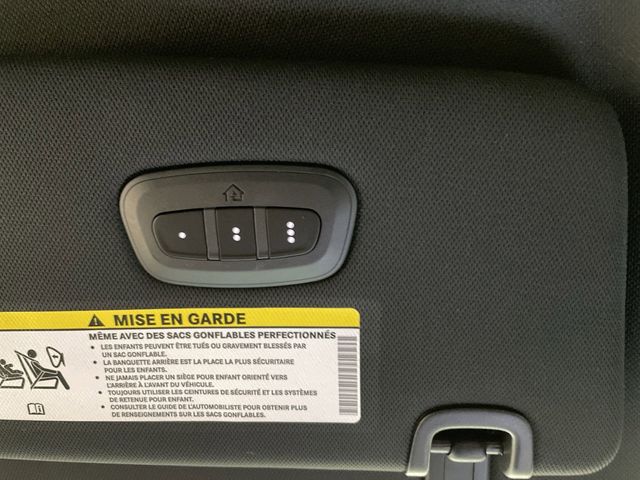 MISE EN GARDE
MÊME AVEC DES SACS GONFLABLES PERFECTIONNÉS
• LES ENFANTS PEUVENT ÊTRE TUÉS OU GRAVEMENT BLESSÉS PAR
UN SAC GONFLABLE.
• LA BANQUETTE ARRIÈRE EST LA PLACE LA PLUS SÉCURITAIRE
POUR LES ENFANTS.
• NE JAMAIS PLACER UN SIÈGE POUR ENFANT ORIENTÉ VERS
L'ARRIÈRE À L'AVANT DU VÉHICULE.
• TOUJOURS UTILISER LES CEINTURES DE SÉCURITÉ ET LES SYSTÈMES
DE RETENUE POUR ENFANT.
• CONSULTER LE GUIDE DE L'AUTOMOBILISTE POUR OBTENIR PLUS
DE RENSEIGNEMENTS SUR LES SACS GONFLABLES.